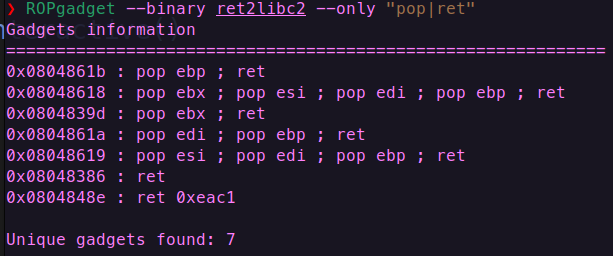 ❯ ROPgadget --binary ret2libc2 --only "pop|ret"
Gadgets information
============================================================
0x0804861b : pop ebp ; ret
0x08048618 : pop ebx ; pop esi ; pop edi ; pop ebp ; ret
0x0804839d : pop ebx ; ret
0x0804861a : pop edi ; pop ebp ; ret
0x08048619 : pop esi ; pop edi ; pop ebp ; ret
0x08048386 : ret
0x0804848e : ret 0xeac1

Unique gadgets found: 7